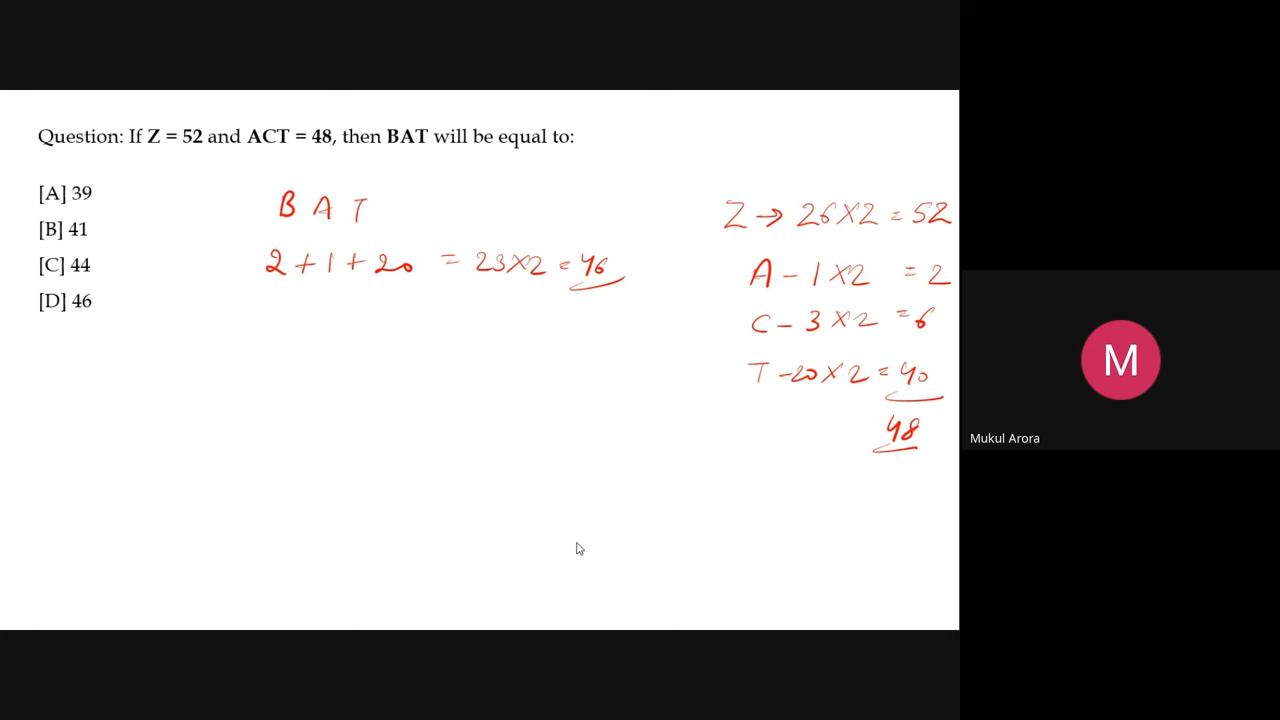 Question: If Z = 52 and ACT = 48, then BAT will be equal to:
[A] 39
[B] 41
[C] 44
[D] 46
B A T
2 + 1 + 20 = 23 X 2 = 46
Z → 26 X 2 = 52
A - 1 X 2 = 2
C - 3 X 2 = 6
T - 20 X 2 = 40
48
M
Mukul Arora